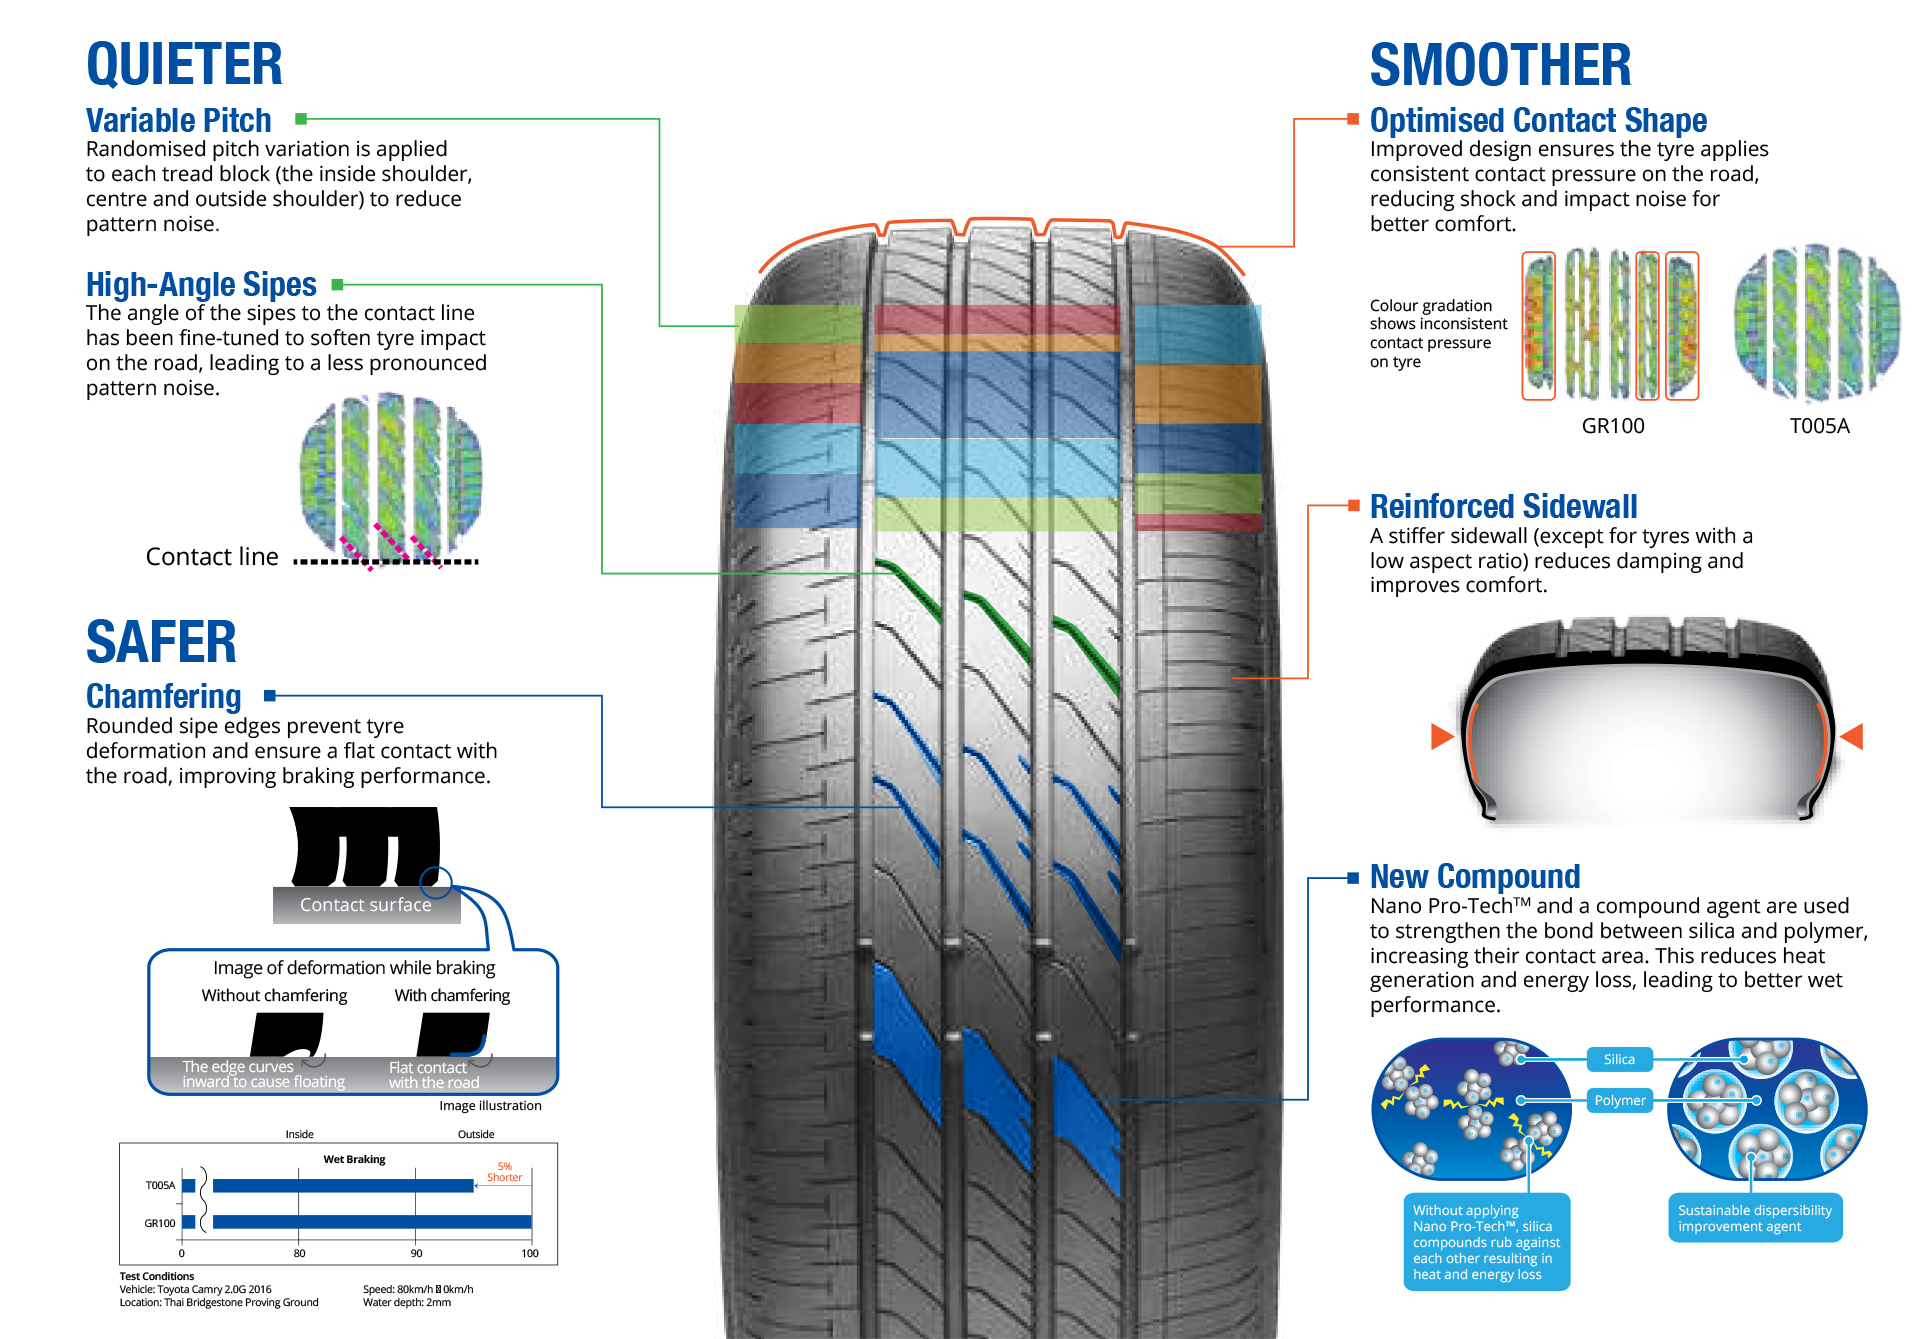 QUIETER
Variable Pitch
Randomised pitch variation is applied
to each tread block (the inside shoulder,
centre and outside shoulder) to reduce
pattern noise.
High-Angle Sipes
The angle of the sipes to the contact line
has been fine-tuned to soften tyre impact
on the road, leading to a less pronounced
pattern noise.
Contact line
SAFER
Chamfering
Rounded sipe edges prevent tyre
deformation and ensure a flat contact with
the road, improving braking performance.
Contact surface
Image of deformation while braking
Without chamfering
With chamfering
The edge curves
inward to cause floating
Flat contact
with the road
Image illustration
Inside
Outside
Wet Braking
5%
Shorter
T005A
GR100
0
80
90
100
Test Conditions
Vehicle: Toyota Camry 2.0G 2016
Location: Thai Bridgestone Proving Ground
Speed: 80km/h 0km/h
Water depth: 2mm
SMOOTHER
Optimised Contact Shape
Improved design ensures the tyre applies
consistent contact pressure on the road,
reducing shock and impact noise for
better comfort.
Colour gradation
shows inconsistent
contact pressure
on tyre
GR100
T005A
Reinforced Sidewall
A stiffer sidewall (except for tyres with a
low aspect ratio) reduces damping and
improves comfort.
New Compound
Nano Pro-Tech™ and a compound agent are used
to strengthen the bond between silica and polymer,
increasing their contact area. This reduces heat
generation and energy loss, leading to better wet
performance.
Silica
Polymer
Without applying
Nano Pro-Tech™, silica
compounds rub against
each other resulting in
heat and energy loss
Sustainable dispersibility
improvement agent